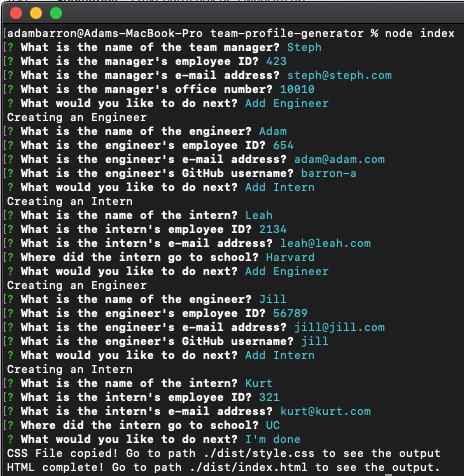 [adambarron@Adams-MacBook-Pro team-profile-generator % node index
[? What is the name of the team manager? Steph
[? What is the manager's employee ID? 423
[? What is the manager's e-mail address? steph@steph.com
[? What is the manager's office number? 10010
? What would you like to do next? Add Engineer
Creating an Engineer
[? What is the name of the engineer? Adam
[? What is the engineer's employee ID? 654
[? What is the engineer's e-mail address? adam@adam.com
[? What is the engineer's GitHub username? barron-a
? What would you like to do next? Add Intern
Creating an Intern
[? What is the name of the intern? Leah
[? What is the intern's employee ID? 2134
[? What is the intern's e-mail address? leah@leah.com
[? Where did the intern go to school? Harvard
? What would you like to do next? Add Engineer
Creating an Engineer
[? What is the name of the engineer? Jill
[? What is the engineer's employee ID? 56789
[? What is the engineer's e-mail address? jill@jill.com
[? What is the engineer's GitHub username? jill
? What would you like to do next? Add Intern
Creating an Intern
[? What is the name of the intern? Kurt
[? What is the intern's employee ID? 321
[? What is the intern's e-mail address? kurt@kurt.com
[? Where did the intern go to school? UC
? What would you like to do next? I'm done
CSS File copied! Go to path ./dist/style.css to see the output
HTML complete! Go to path ./dist/index.html to see the output.